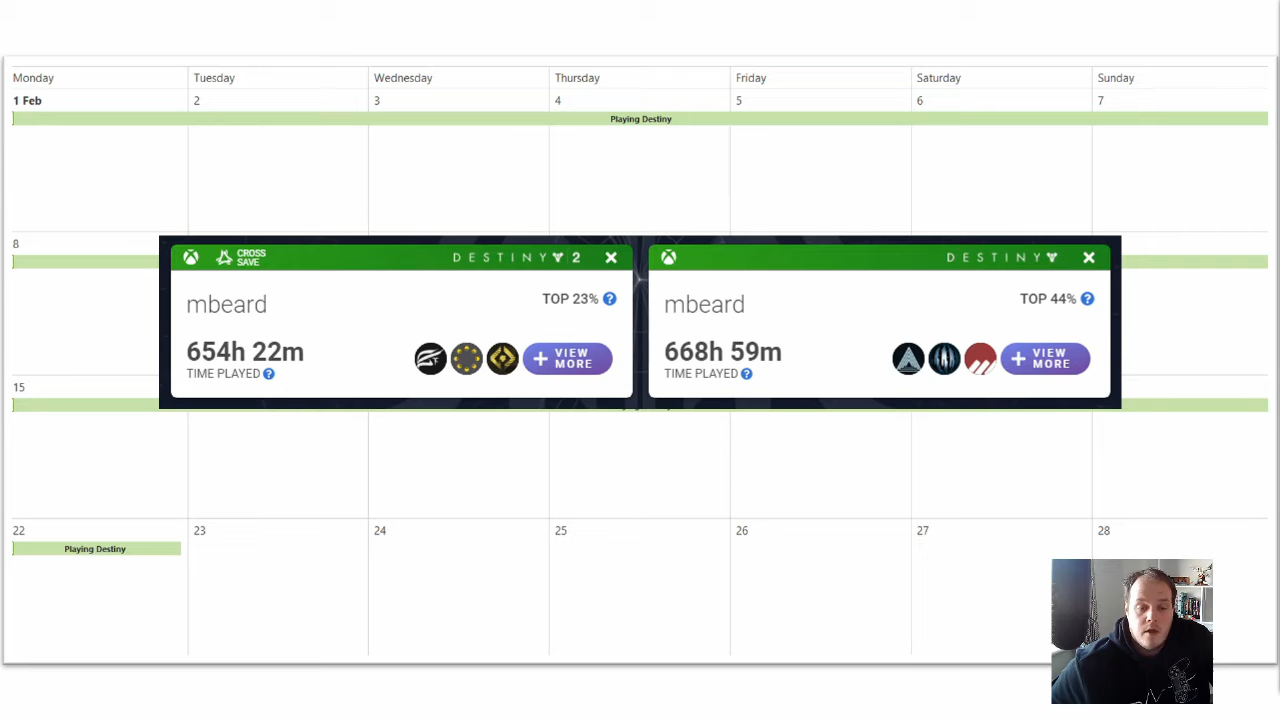 Monday Tuesday Wednesday Thursday Friday Saturday Sunday
1 Feb 2 3 4 5 6 7
Playing Destiny
8
CROSS SAVE DESTINY 2
mbeard TOP 23%
654h 22m + VIEW MORE
TIME PLAYED ?
DESTINY
mbeard TOP 44%
668h 59m + VIEW MORE
TIME PLAYED ?
15
22 23 24 25 26 27 28
Playing Destiny